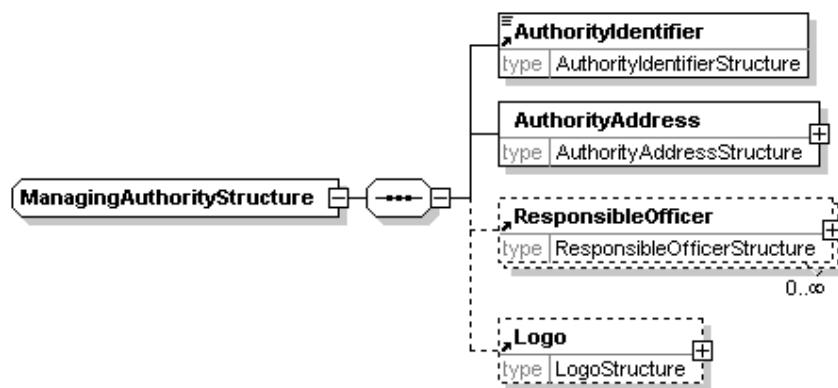 AuthorityIdentifier
type AuthorityIdentifierStructure
AuthorityAddress
type AuthorityAddressStructure
ManagingAuthorityStructure
ResponsibleOfficer
type ResponsibleOfficerStructure
0..∞
Logo
type LogoStructure